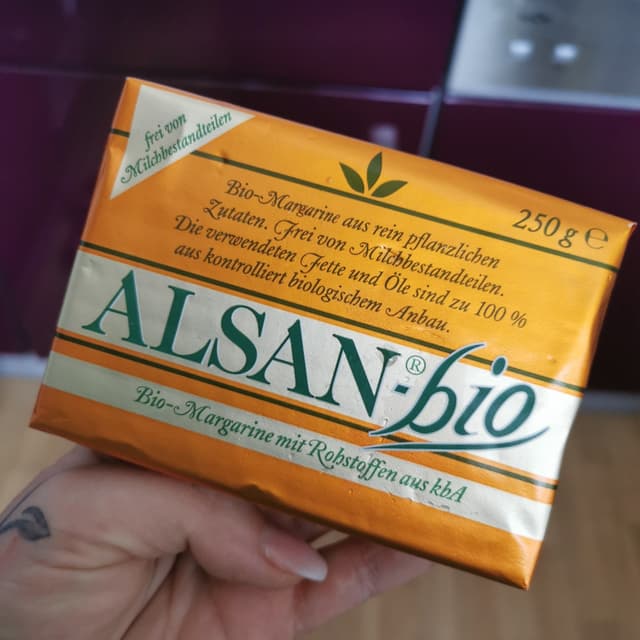 frei von
Milchbestandteilen
250 g ℮
Bio-Margarine aus rein pflanzlichen
Zutaten. Frei von Milchbestandteilen.
Die verwendeten Fette und Öle sind zu 100 %
aus kontrolliert biologischem Anbau.
ALSAN®-bio
Bio-Margarine mit Rohstoffen aus kbA